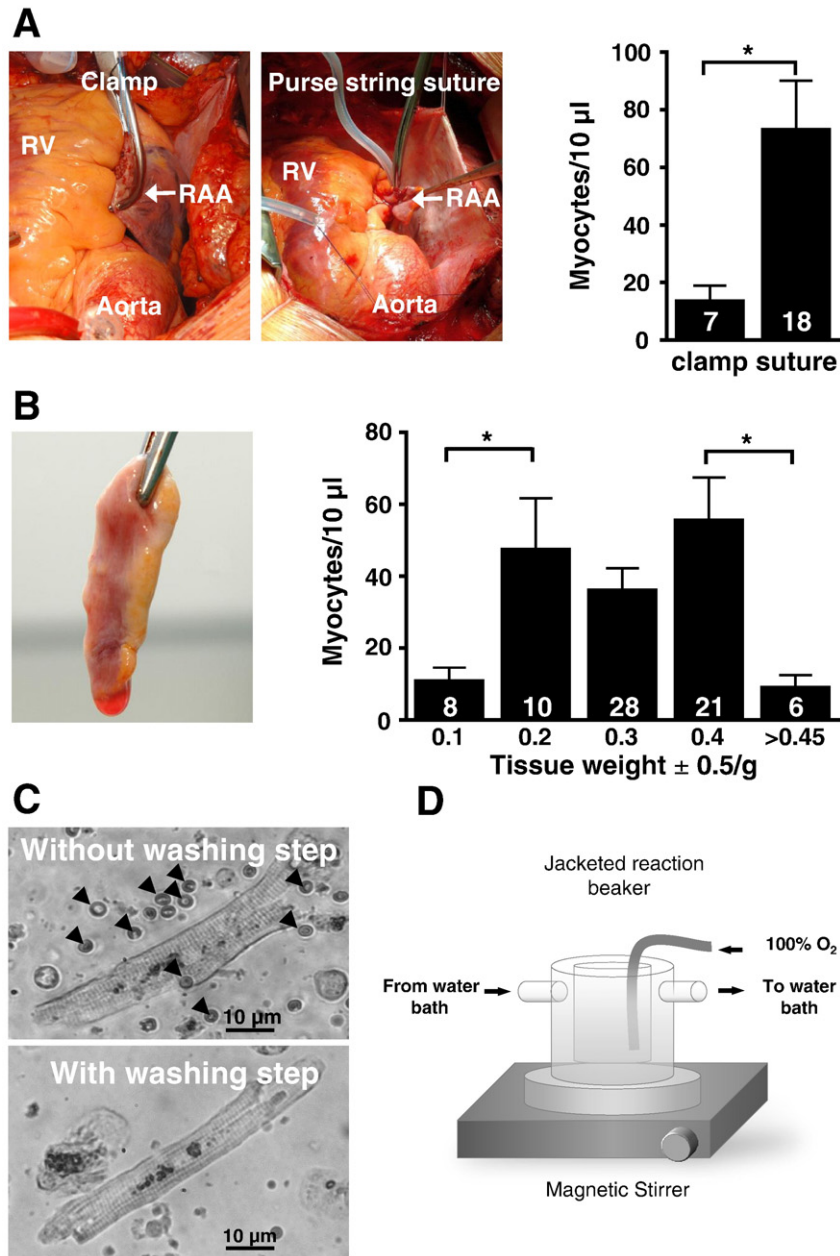 A
Clamp
RV
RAA
Aorta
Purse string suture
RV
RAA
Aorta
Myocytes/10 µl
100
80
60
40
20
0
*
7
18
clamp suture
B
Myocytes/10 µl
80
60
40
20
0
*
*
8
10
28
21
6
0.1
0.2
0.3
0.4
>0.45
Tissue weight ± 0.5/g
C
Without washing step
10 µm
With washing step
10 µm
D
Jacketed reaction
beaker
100% O₂
From water
bath
To water
bath
Magnetic Stirrer